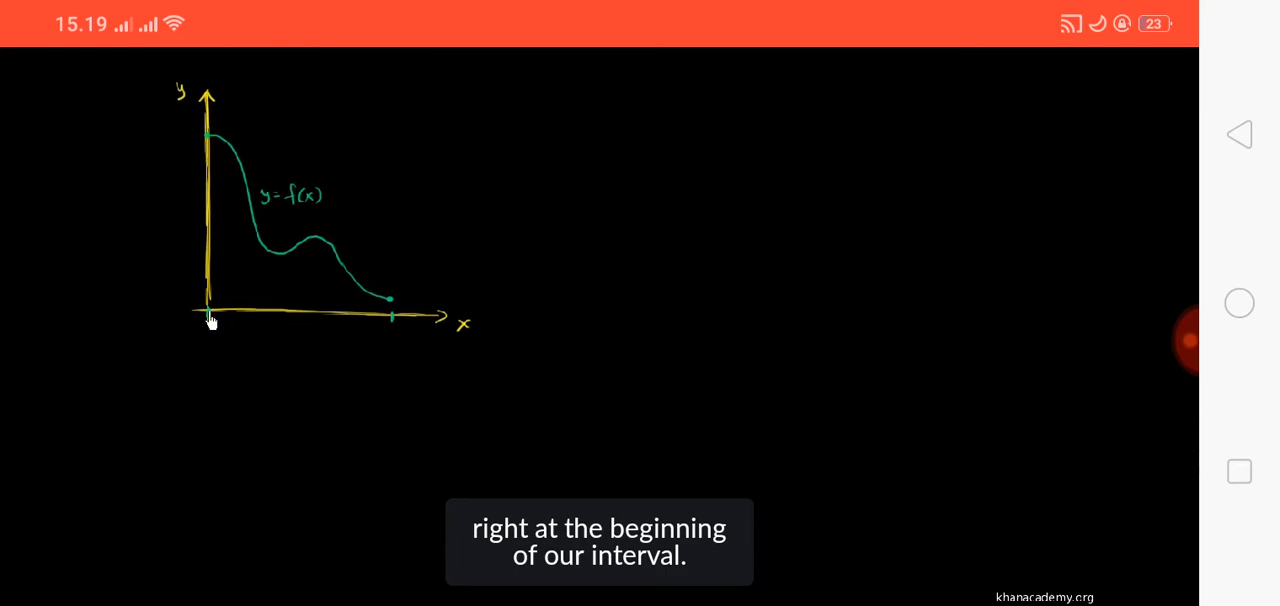 15.19
23
y
y=f(x)
x
right at the beginning
of our interval.
khanacademy.org